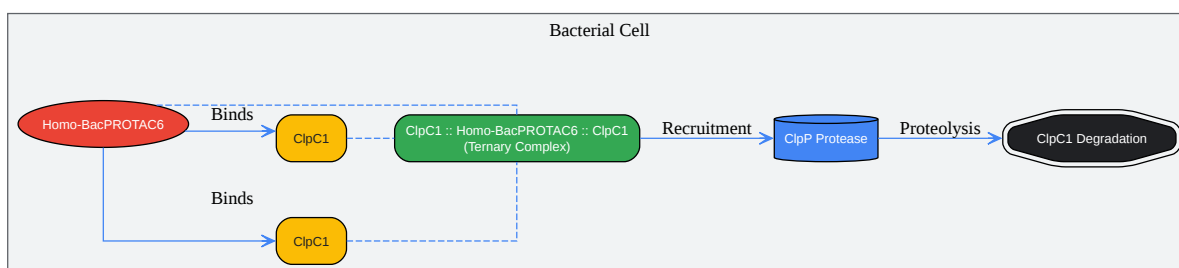 Bacterial Cell
Homo-BacPROTAC6
Binds
ClpC1
ClpC1 :: Homo-BacPROTAC6 :: ClpC1
(Ternary Complex)
Recruitment
ClpP Protease
Proteolysis
ClpC1 Degradation
Binds
ClpC1